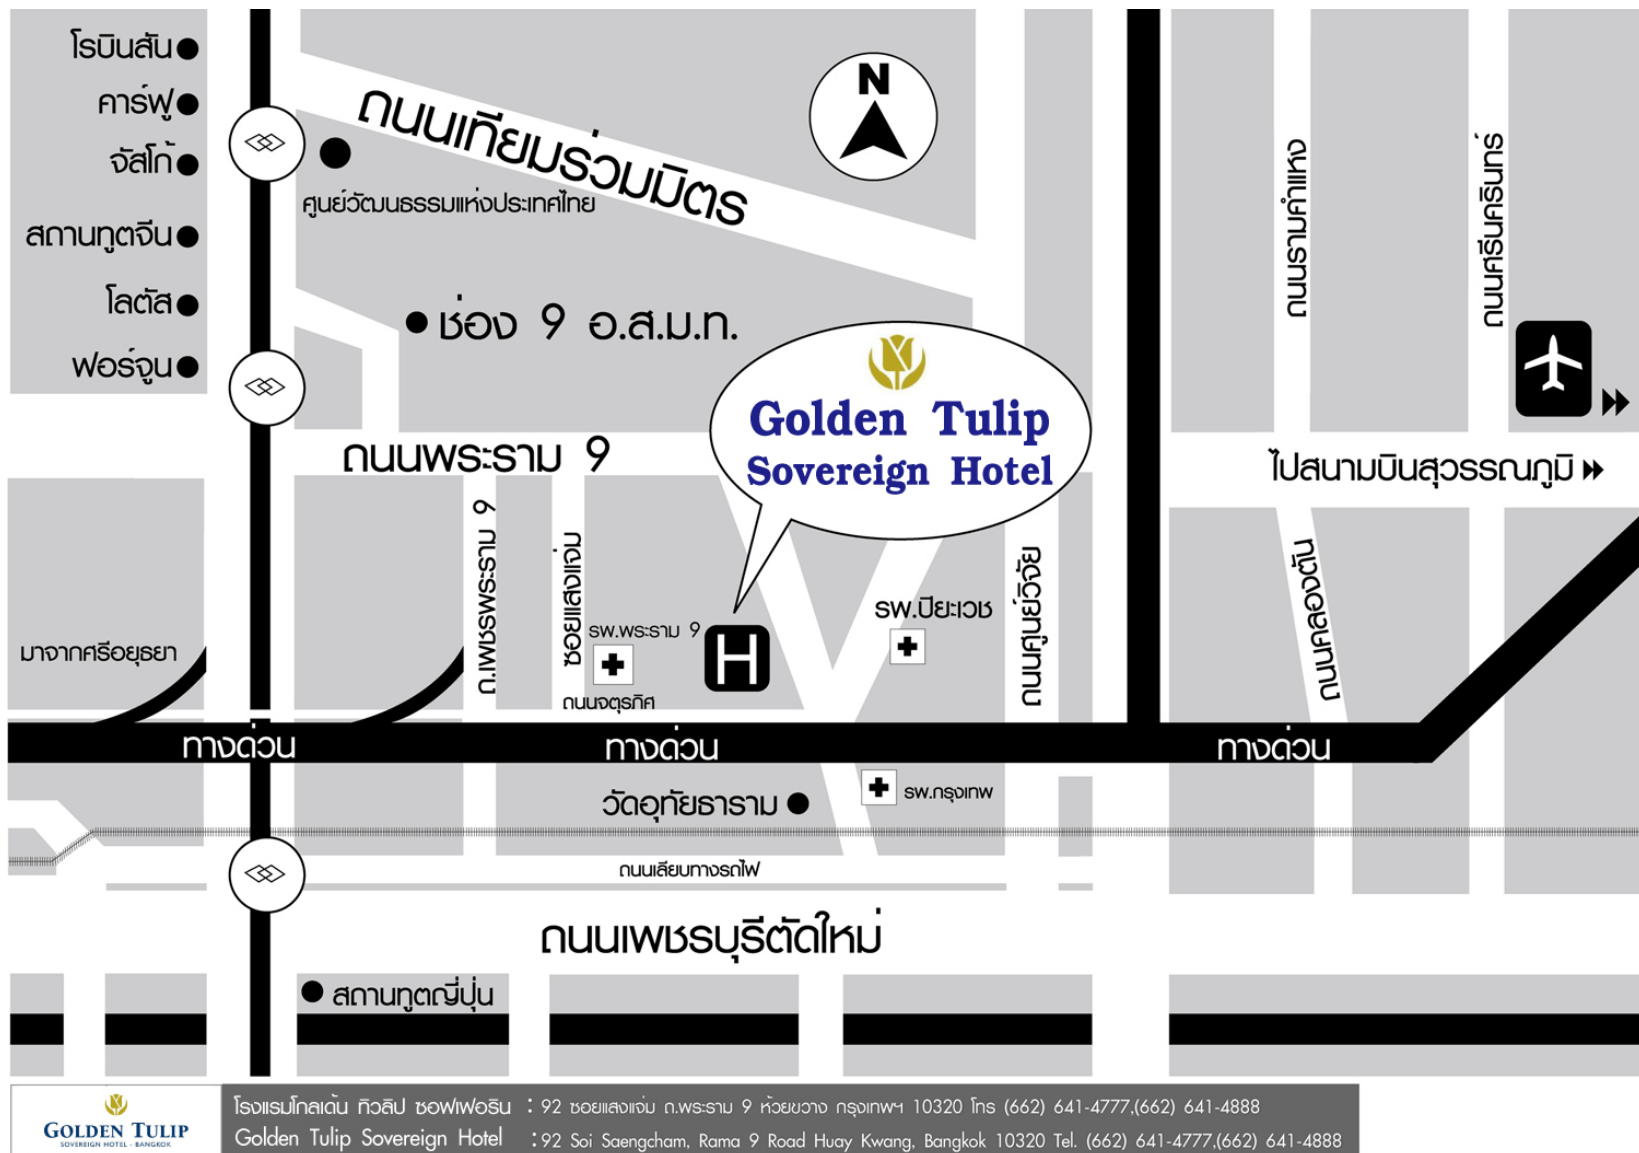 โรบินสัน
คาร์ฟู
จัสโก้
สถานทูตจีน
โลตัส
ฟอร์จูน
ถนนเทียมร่วมมิตร
ศูนย์วัฒนธรรมแห่งประเทศไทย
N
ช่อง 9 อ.ส.ม.ท.
ถนนรามคำแหง
ถนนศรีนครินทร์
Golden Tulip
Sovereign Hotel
ถนนพระราม 9
ไปสนามบินสุวรรณภูมิ
ถ.เพชรพระราม 9
ซอยแสงแจ่ม
ถนนศูนย์วิจัย
ถนนคลองตัน
รพ.ปิยะเวช
รพ.พระราม 9
H
มาจากศรีอยุธยา
ถนนจตุรภิศ
ทางด่วน
ทางด่วน
ทางด่วน
วัดอุทัยธาราม
รพ.กรุงเทพ
ถนนเลียบทางรถไฟ
ถนนเพชรบุรีตัดใหม่
สถานทูตญี่ปุ่น
GOLDEN TULIP
SOVEREIGN HOTEL - BANGKOK
โรงแรมโกลเด้น ทิวลิป ซอฟเฟอริน : 92 ซอยแสงแจ่ม ถ.พระราม 9 ห้วยขวาง กรุงเทพฯ 10320 โทร (662) 641-4777,(662) 641-4888
Golden Tulip Sovereign Hotel : 92 Soi Saengcham, Rama 9 Road Huay Kwang, Bangkok 10320 Tel. (662) 641-4777,(662) 641-4888